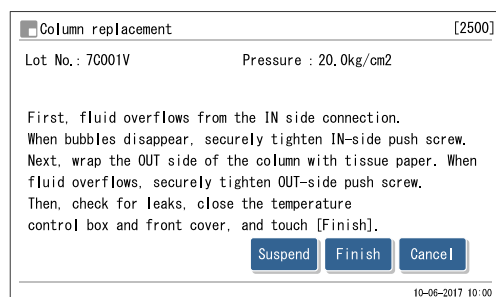 Column replacement [2500]
Lot No.: 7C001V Pressure : 20.0kg/cm2
First, fluid overflows from the IN side connection.
When bubbles disappear, securely tighten IN-side push screw.
Next, wrap the OUT side of the column with tissue paper. When
fluid overflows, securely tighten OUT-side push screw.
Then, check for leaks, close the temperature
control box and front cover, and touch [Finish].
Suspend Finish Cancel
10-06-2017 10:00